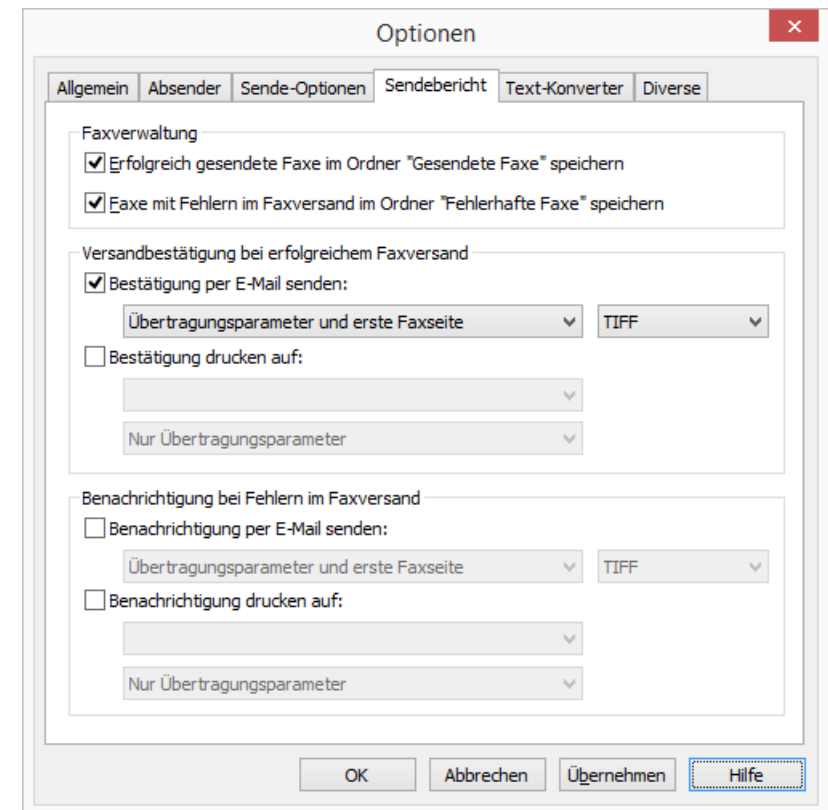 Optionen
Allgemein Absender Sende-Optionen Sendebericht Text-Konverter Diverse
Faxverwaltung
Erfolgreich gesendete Faxe im Ordner "Gesendete Faxe" speichern
Faxe mit Fehlern im Faxversand im Ordner "Fehlerhafte Faxe" speichern
Versandbestätigung bei erfolgreichem Faxversand
Bestätigung per E-Mail senden:
Übertragungsparameter und erste Faxseite TIFF
Bestätigung drucken auf:
Nur Übertragungsparameter
Benachrichtigung bei Fehlern im Faxversand
Benachrichtigung per E-Mail senden:
Übertragungsparameter und erste Faxseite TIFF
Benachrichtigung drucken auf:
Nur Übertragungsparameter
OK Abbrechen Übernehmen Hilfe